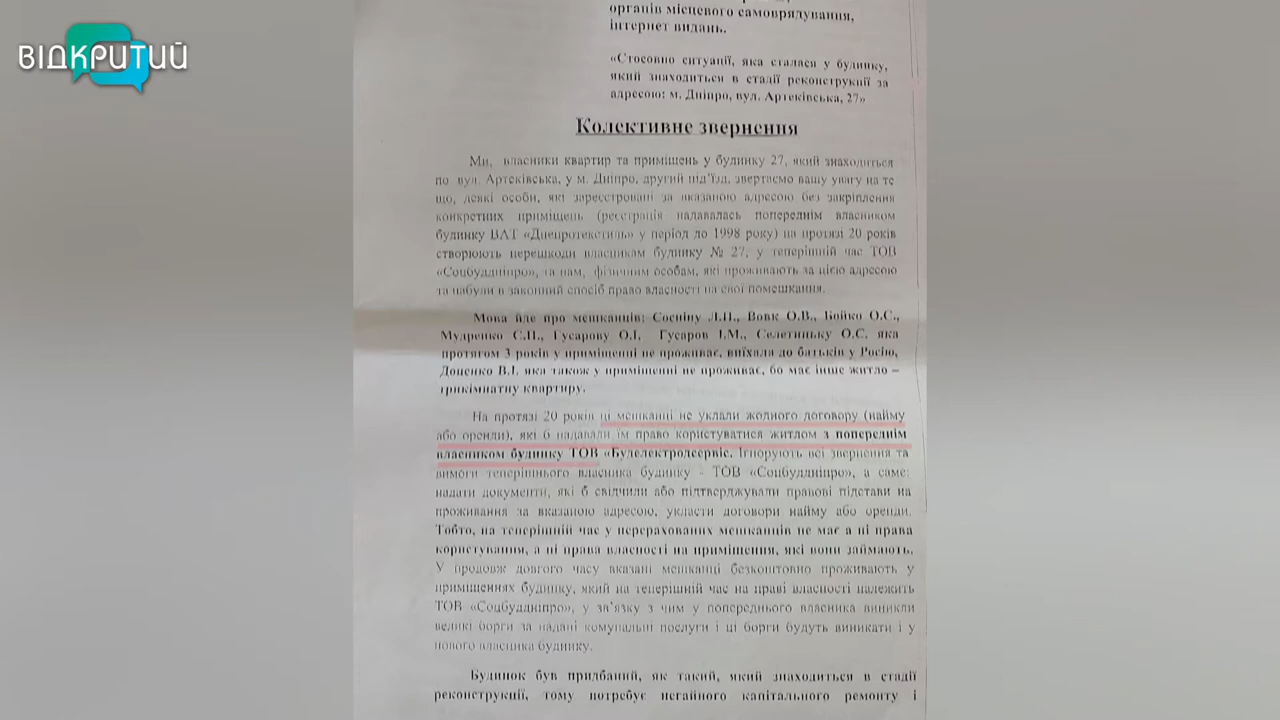 ВІДКРИТИЙ
органів місцевого самоврядування,
інтернет видань..
«Стосовно ситуації, яка сталася у будинку,
який знаходиться в стадії реконструкції за
адресою: м. Дніпро, вул. Артеківська, 27»
Колективне звернення
Ми, власники квартир та приміщень у будинку 27, який знаходиться
по вул. Артеківська, у м. Дніпро, другий під'їзд, звертаємо вашу увагу на те
що, деякі особи, які зареєстровані за вказаною адресою без закріплення
конкретних приміщень (реєстрація надавалась попереднім власником
будинку ВАТ «Днепротекстиль» у період до 1998 року) на протязі 20 років
створюють перешкоди власникам будинку № 27, у теперішній час ТОВ
«Соцбуддніпро», та нам, фізичним особам, які проживають за цією адресою
та набули в законний спосіб право власності на свої помешкання.
Мова йде про мешканців: Сосніну Л.П., Вовк О.В., Бойко О.С.,
Мудренко С.П., Гусарову О.І, Гусаров І.М., Селетиньку О.С. яка
протягом 3 років у приміщенні не проживає, виїхала до батьків у Росію,
Доценко В.І. яка також у приміщенні не проживає, бо має інше житло –
трикімнатну квартиру.
На протязі 20 років ці мешканці не уклали жодного договору (найму
або оренди), які б надавали їм право користуватися житлом з попереднім
власником будинку ТОВ «Буделектродсервіс. Ігнорують всі звернення та
вимоги теперішнього власника будинку - ТОВ «Соцбуддніпро», а саме:
надати документи, які б свідчили або підтверджували правові підстави на
проживання за вказаною адресою, укласти договори найму або оренди.
Тобто, на теперішній час у перерахованих мешканців не має а ні права
користування, а ні права власності на приміщення, які вони займають.
У продовж довгого часу вказані мешканці безкоштовно проживають у
приміщеннях будинку, який на теперішній час на праві власності належить
ТОВ «Соцбуддніпро», у зв'язку з чим у попереднього власника виникли
великі борги за надані комунальні послуги і ці борги будуть виникати і у
нового власника будинку.
Будинок був придбаний, як такий, який знаходиться в стадії
реконструкції, тому потребує негайного капітального ремонту і